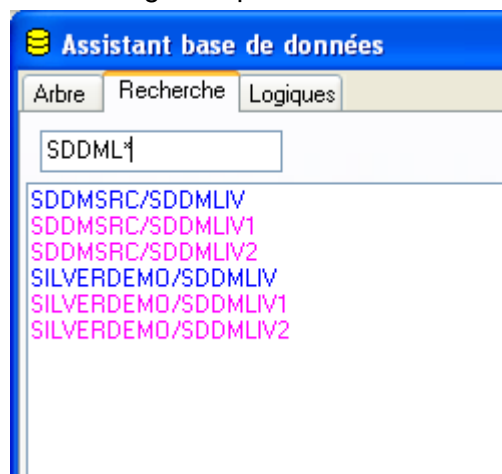 Assistant base de données
Arbre Recherche Logiques
SDDML*
SDDMSRC/SDDMLIV
SDDMSRC/SDDMLIV1
SDDMSRC/SDDMLIV2
SILVERDEMO/SDDMLIV
SILVERDEMO/SDDMLIV1
SILVERDEMO/SDDMLIV2